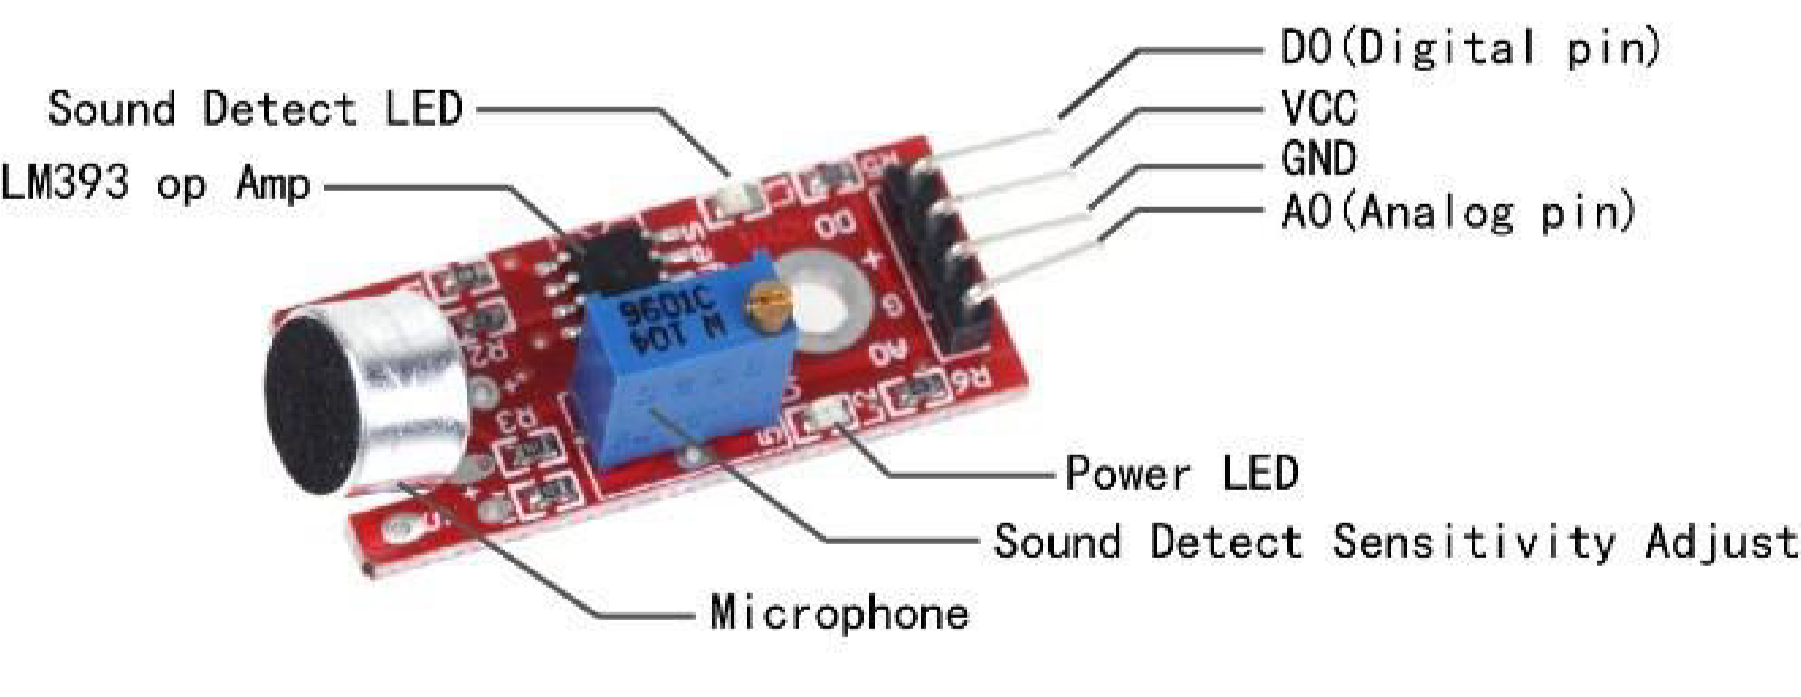 DO(Digital pin)
Sound Detect LED
VCC
GND
LM393 op Amp
AO(Analog pin)
R5
DO
+
G
AO
9601C
W 104
R2
R3
R6
Power LED
Sound Detect Sensitivity Adjust
Microphone